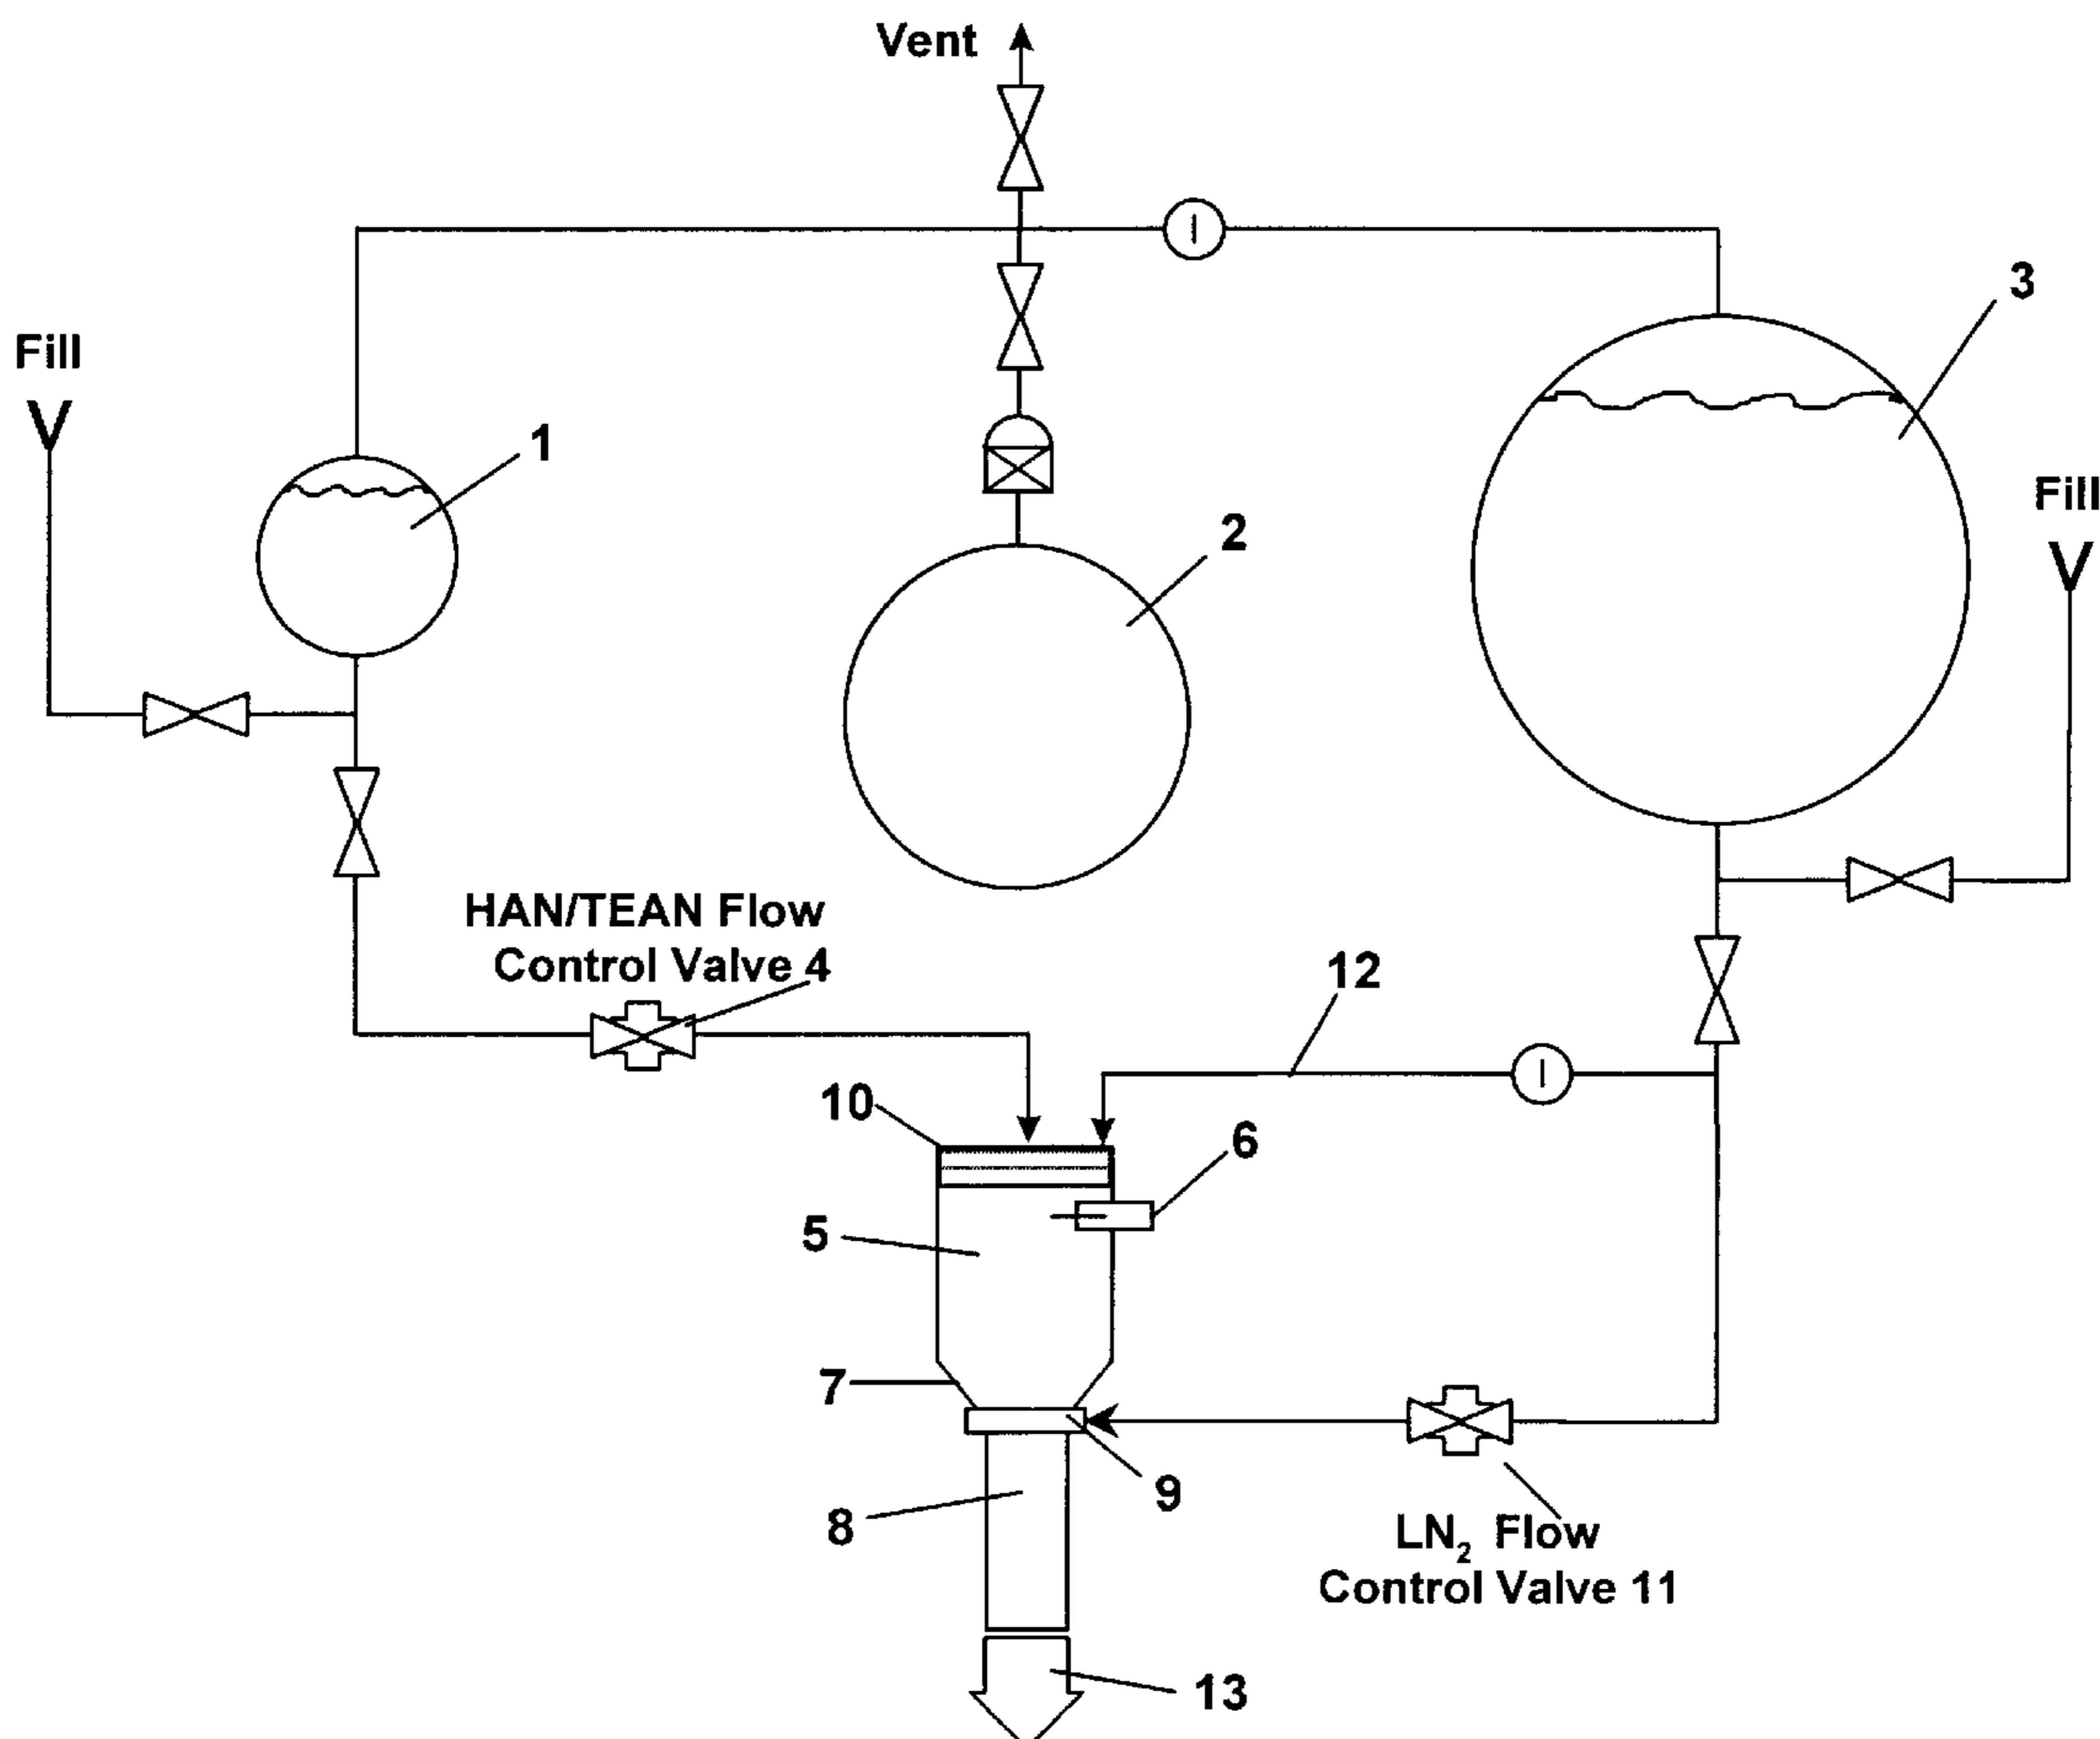 Vent
3
Fill
V
1
Fill
V
2
HAN/TEAN Flow
Control Valve 4
12
10
6
5
7
9
8
LN₂ Flow
Control Valve 11
13